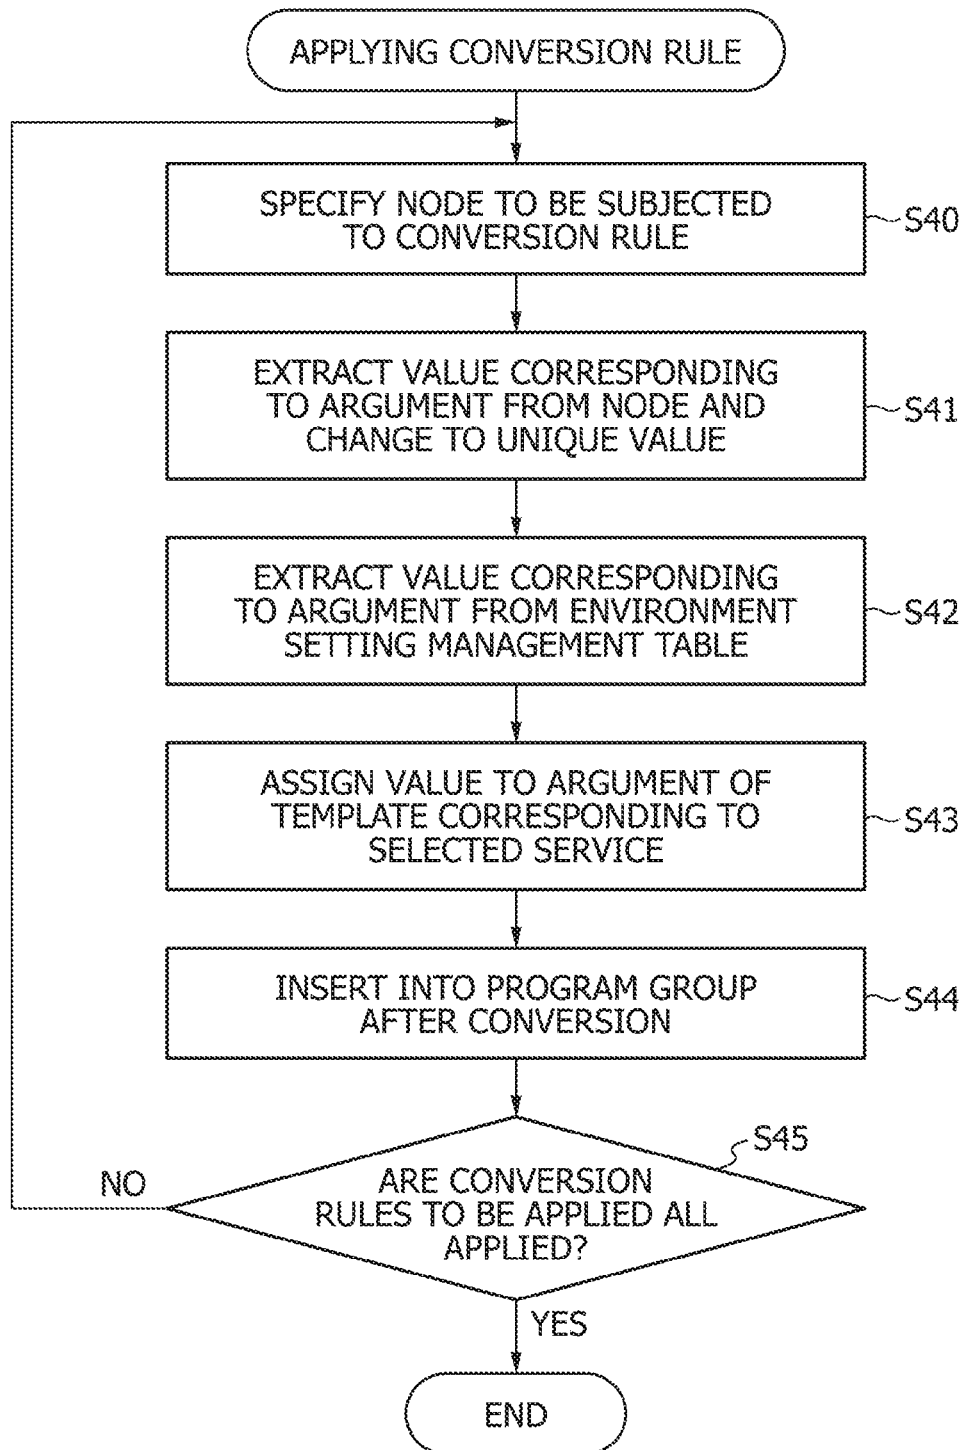 APPLYING CONVERSION RULE
SPECIFY NODE TO BE SUBJECTED
TO CONVERSION RULE
S40
EXTRACT VALUE CORRESPONDING
TO ARGUMENT FROM NODE AND
CHANGE TO UNIQUE VALUE
S41
EXTRACT VALUE CORRESPONDING
TO ARGUMENT FROM ENVIRONMENT
SETTING MANAGEMENT TABLE
S42
ASSIGN VALUE TO ARGUMENT OF
TEMPLATE CORRESPONDING TO
SELECTED SERVICE
S43
INSERT INTO PROGRAM GROUP
AFTER CONVERSION
S44
S45
NO
ARE CONVERSION
RULES TO BE APPLIED ALL
APPLIED?
YES
END